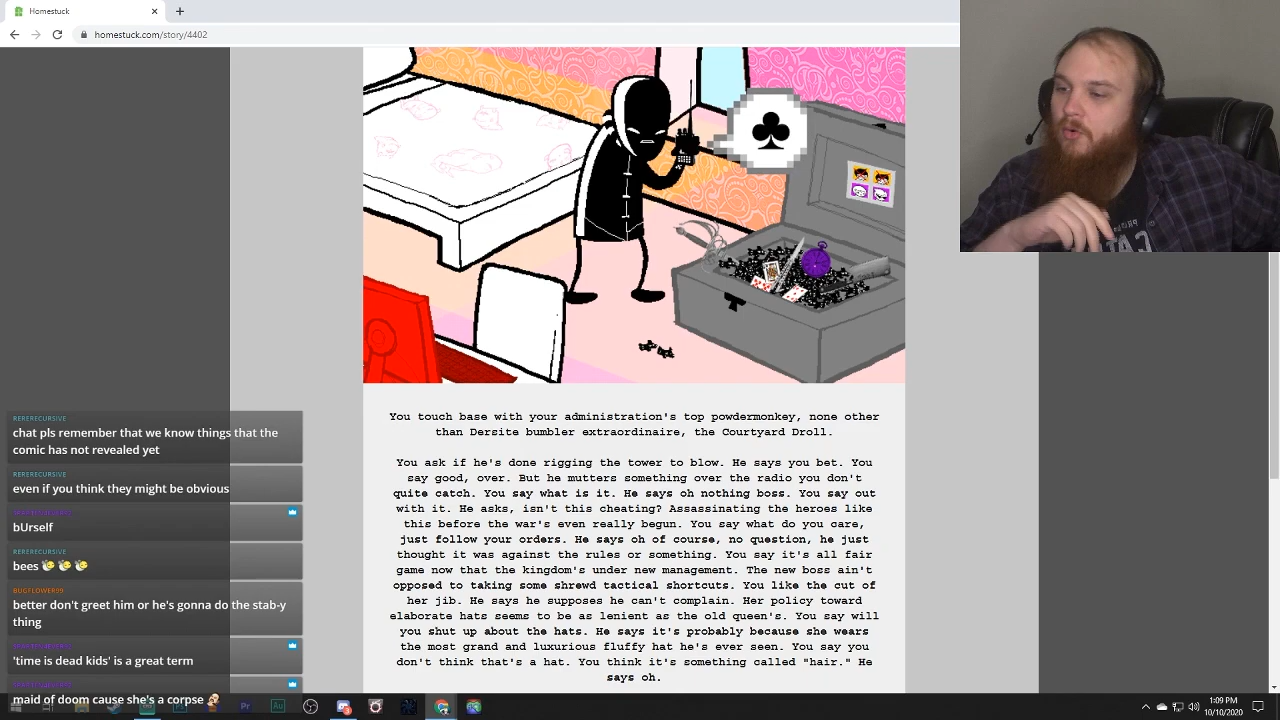 Homestuck
homestuck.com/story/4402
You touch base with your administration's top powdermonkey, none other
than Dersite bumbler extraordinaire, the Courtyard Droll.
You ask if he's done rigging the tower to blow. He says you bet. You
say good, over. But he mutters something over the radio you don't
quite catch. You say what is it. He says oh nothing boss. You say out
with it. He asks, isn't this cheating? Assassinating the heroes like
this before the war's even really begun. You say what do you care,
just follow your orders. He says oh of course, no question, he just
thought it was against the rules or something. You say it's all fair
game now that the kingdom's under new management. The new boss ain't
opposed to taking some shrewd tactical shortcuts. You like the cut of
her jib. He says he supposes he can't complain. Her policy toward
elaborate hats seems to be as lenient as the old queen's. You say will
you shut up about the hats. He says it's probably because she wears
the most grand and luxurious fluffy hat he's ever seen. You say you
don't think that's a hat. You think it's something called "hair." He
says oh.
RERERECURSIVE
chat pls remember that we know things that the
comic has not revealed yet
RERERECURSIVE
even if you think they might be obvious
bUrself
RERERECURSIVE
bees
BUGFLOWER99
better don't greet him or he's gonna do the stab-y
thing
'time is dead kids' is a great term
maid of doom cause she's a corpse
Pr
Au
1:09 PM
10/10/2020